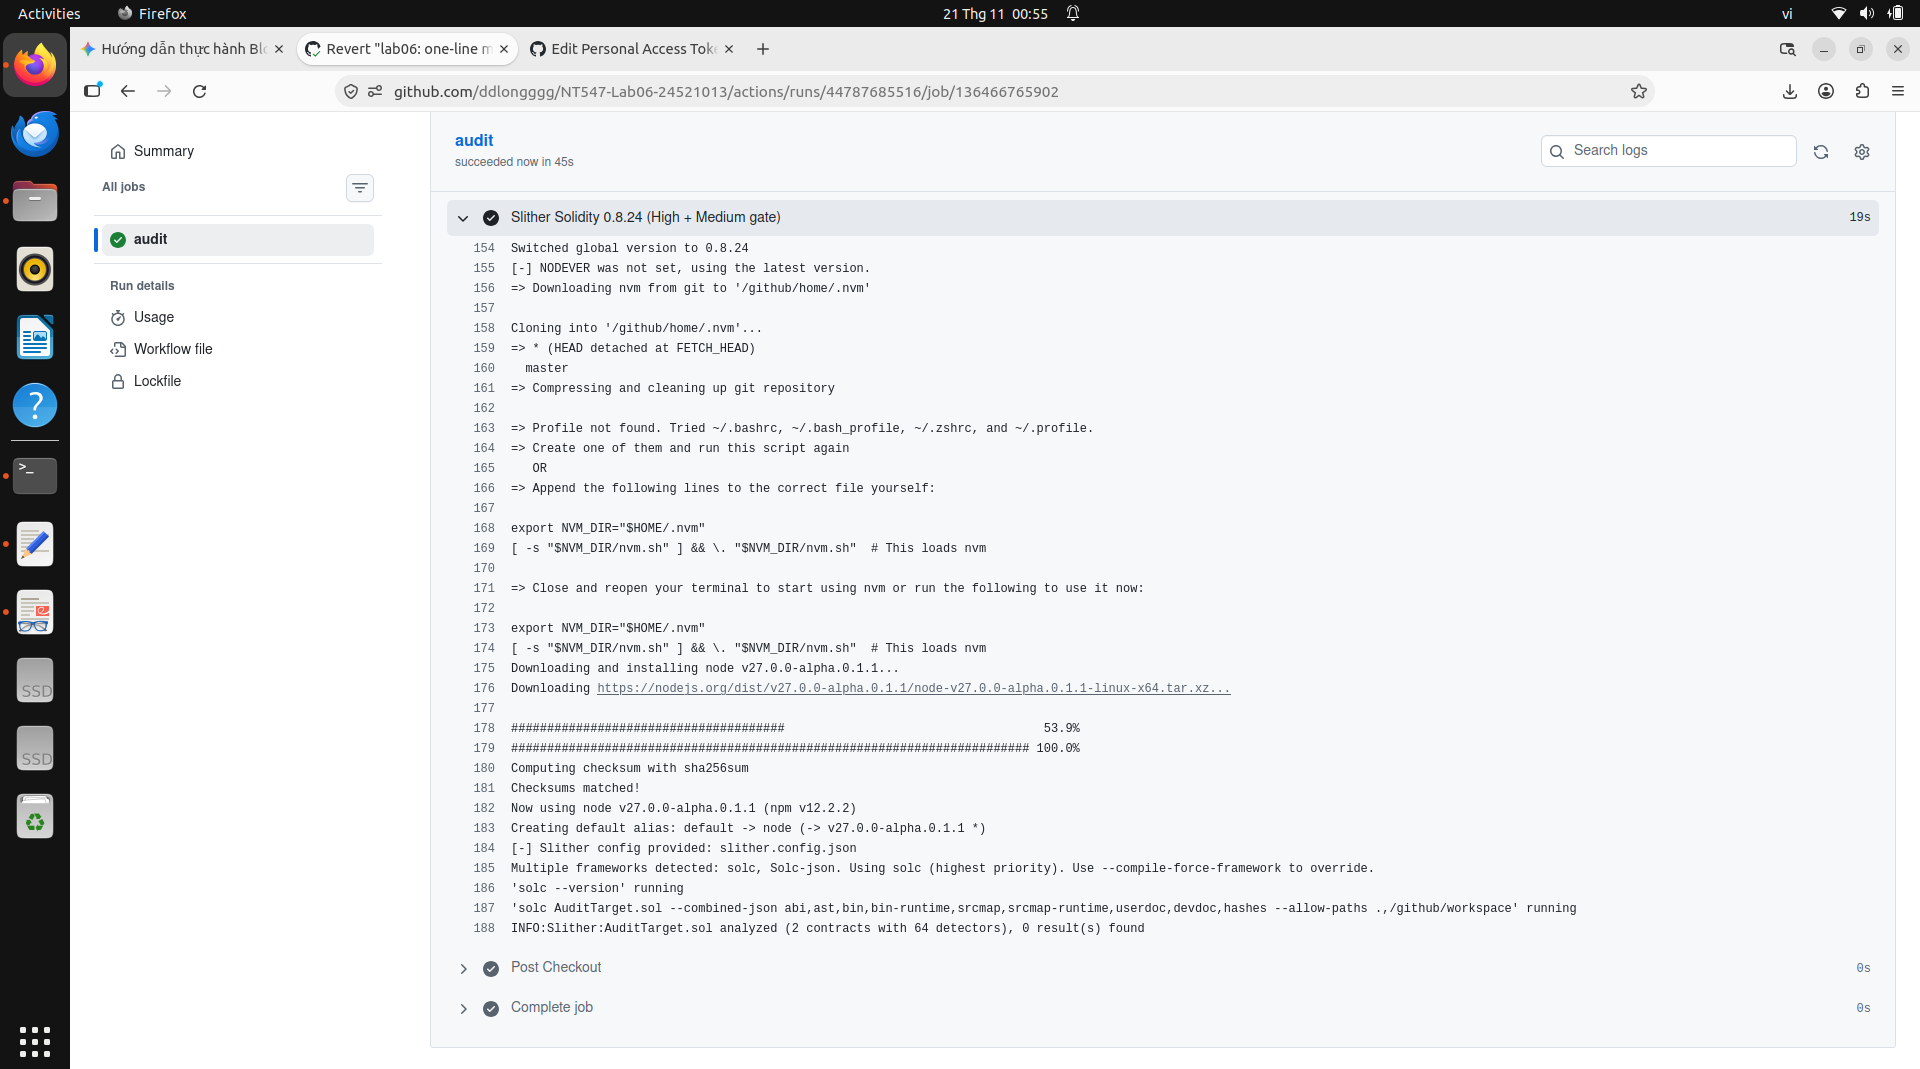 Activities
Firefox
21 Thg 11 00:55
vi
Hướng dẫn thực hành Blo
Revert "lab06: one-line m
Edit Personal Access Toke
github.com/ddlongggg/NT547-Lab06-24521013/actions/runs/44787685516/job/136466765902
Summary
All jobs
audit
Run details
Usage
Workflow file
Lockfile
audit
succeeded now in 45s
Search logs
Slither Solidity 0.8.24 (High + Medium gate)
19s
154 Switched global version to 0.8.24
155 [-] NODEVER was not set, using the latest version.
156 => Downloading nvm from git to '/github/home/.nvm'
157
158 Cloning into '/github/home/.nvm'...
159 => * (HEAD detached at FETCH_HEAD)
160 master
161 => Compressing and cleaning up git repository
162
163 => Profile not found. Tried ~/.bashrc, ~/.bash_profile, ~/.zshrc, and ~/.profile.
164 => Create one of them and run this script again
165 OR
166 => Append the following lines to the correct file yourself:
167
168 export NVM_DIR="$HOME/.nvm"
169 [ -s "$NVM_DIR/nvm.sh" ] && \. "$NVM_DIR/nvm.sh" # This loads nvm
170
171 => Close and reopen your terminal to start using nvm or run the following to use it now:
172
173 export NVM_DIR="$HOME/.nvm"
174 [ -s "$NVM_DIR/nvm.sh" ] && \. "$NVM_DIR/nvm.sh" # This loads nvm
175 Downloading and installing node v27.0.0-alpha.0.1.1...
176 Downloading https://nodejs.org/dist/v27.0.0-alpha.0.1.1/node-v27.0.0-alpha.0.1.1-linux-x64.tar.xz...
177
178 ###################################### 53.9%
179 ######################################################################## 100.0%
180 Computing checksum with sha256sum
181 Checksums matched!
182 Now using node v27.0.0-alpha.0.1.1 (npm v12.2.2)
183 Creating default alias: default -> node (-> v27.0.0-alpha.0.1.1 *)
184 [-] Slither config provided: slither.config.json
185 Multiple frameworks detected: solc, Solc-json. Using solc (highest priority). Use --compile-force-framework to override.
186 'solc --version' running
187 'solc AuditTarget.sol --combined-json abi,ast,bin,bin-runtime,srcmap,srcmap-runtime,userdoc,devdoc,hashes --allow-paths .,/github/workspace' running
188 INFO:Slither:AuditTarget.sol analyzed (2 contracts with 64 detectors), 0 result(s) found
Post Checkout
0s
Complete job
0s
SSD
SSD